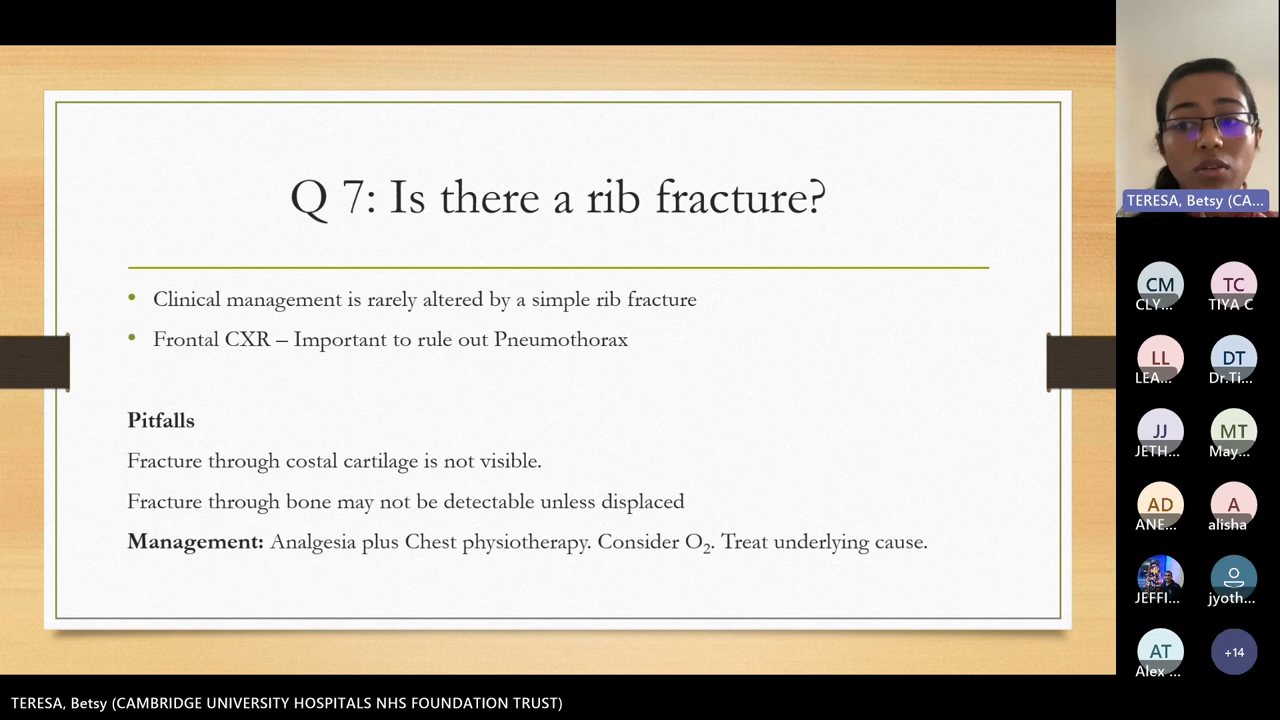 Q 7: Is there a rib fracture?
• Clinical management is rarely altered by a simple rib fracture
• Frontal CXR – Important to rule out Pneumothorax
Pitfalls
Fracture through costal cartilage is not visible.
Fracture through bone may not be detectable unless displaced
Management: Analgesia plus Chest physiotherapy. Consider O₂. Treat underlying cause.
TERESA, Betsy (CA...
CM
CLY...
TC
TIYA C
LL
LEA...
DT
Dr.Ti...
JJ
JETH...
MT
May...
AD
ANE...
A
alisha
JEFFI...
jyoth...
AT
Alex ...
+14
TERESA, Betsy (CAMBRIDGE UNIVERSITY HOSPITALS NHS FOUNDATION TRUST)